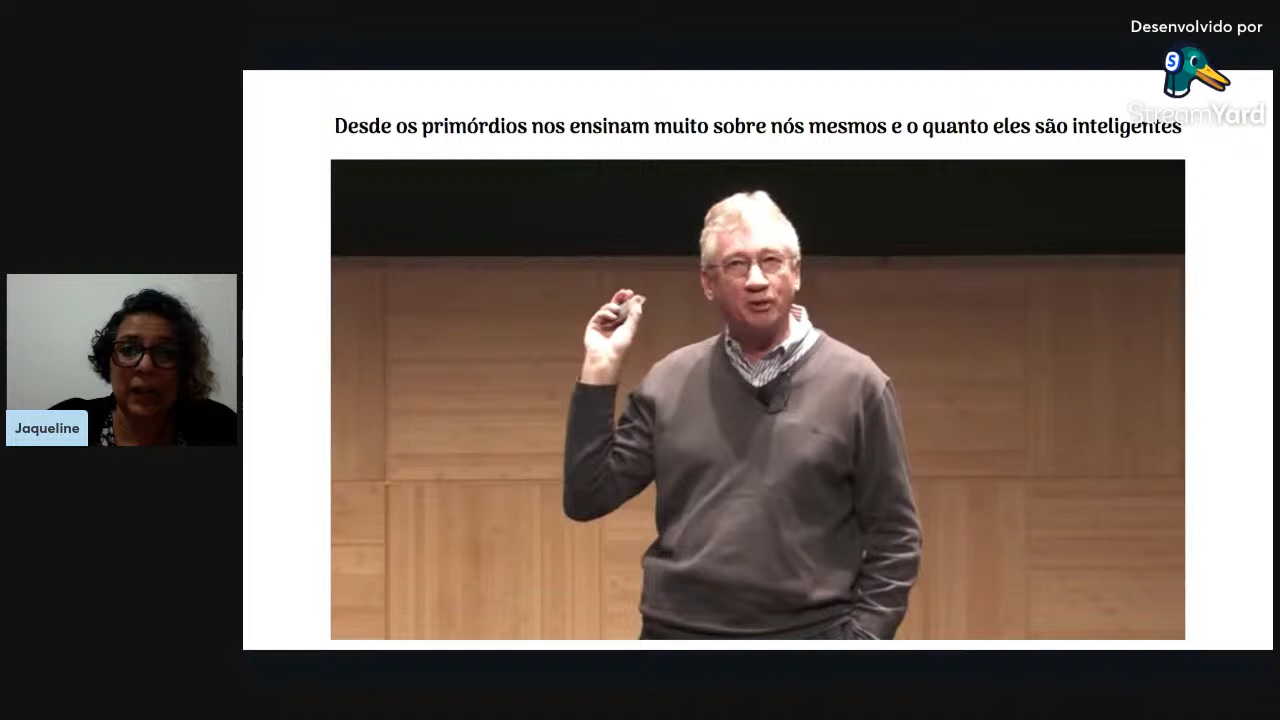 Desenvolvido por
S
StreamYard
Desde os primórdios nos ensinam muito sobre nós mesmos e o quanto eles são inteligentes
Jaqueline